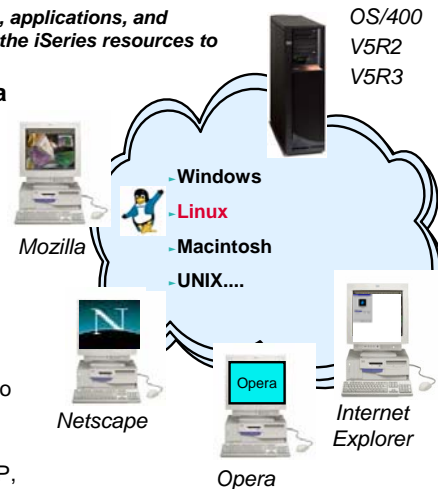 , applications, and
the iSeries resources to
a
OS/400
V5R2
V5R3
Windows
Linux
Macintosh
UNIX....
Mozilla
N
Netscape
Opera
Opera
Internet
Explorer
o
P,